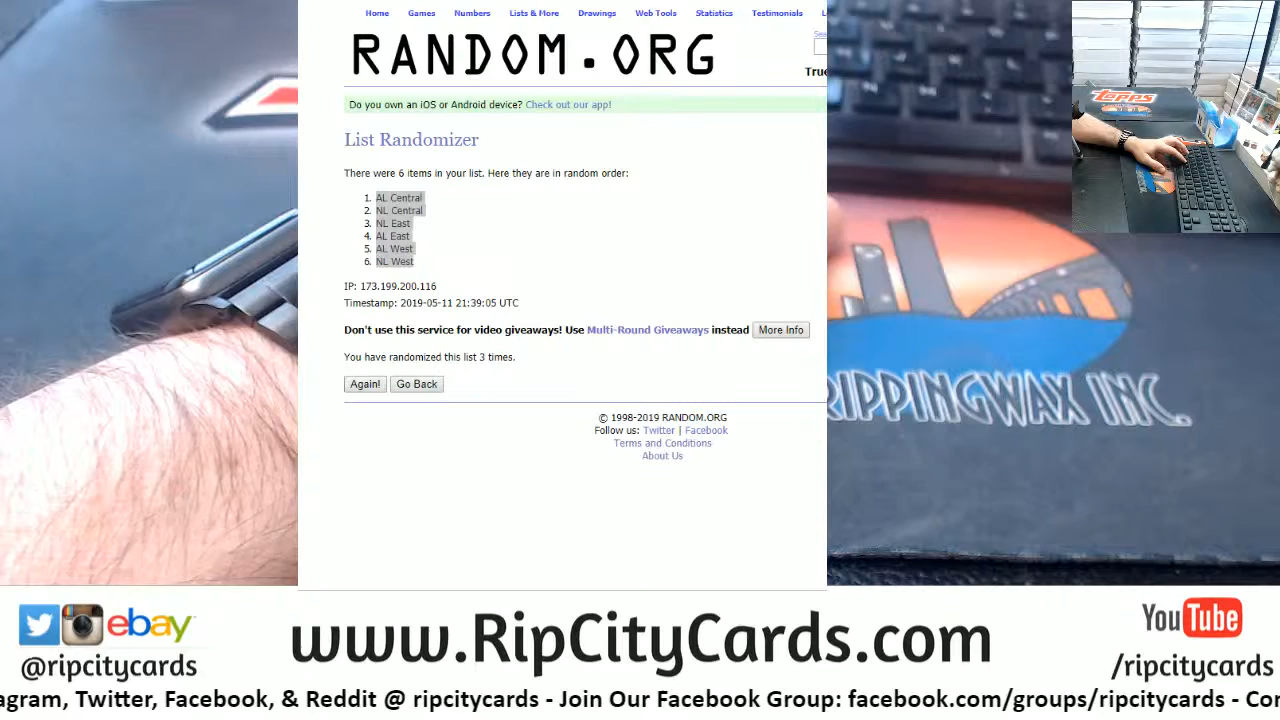 Home Games Numbers Lists & More Drawings Web Tools Statistics Testimonials L
RANDOM.ORG
Sea
True
Do you own an iOS or Android device? Check out our app!
List Randomizer
There were 6 items in your list. Here they are in random order:
1. AL Central
2. NL Central
3. NL East
4. AL East
5. AL West
6. NL West
IP: 173.199.200.116
Timestamp: 2019-05-11 21:39:05 UTC
Don't use this service for video giveaways! Use Multi-Round Giveaways instead More Info
You have randomized this list 3 times.
Again! Go Back
© 1998-2019 RANDOM.ORG
Follow us: Twitter | Facebook
Terms and Conditions
About Us
topps
RIPPINGWAX INC.
ebay
@ripcitycards
www.RipCityCards.com
YouTube
/ripcitycards
agram, Twitter, Facebook, & Reddit @ ripcitycards - Join Our Facebook Group: facebook.com/groups/ripcitycards - Con